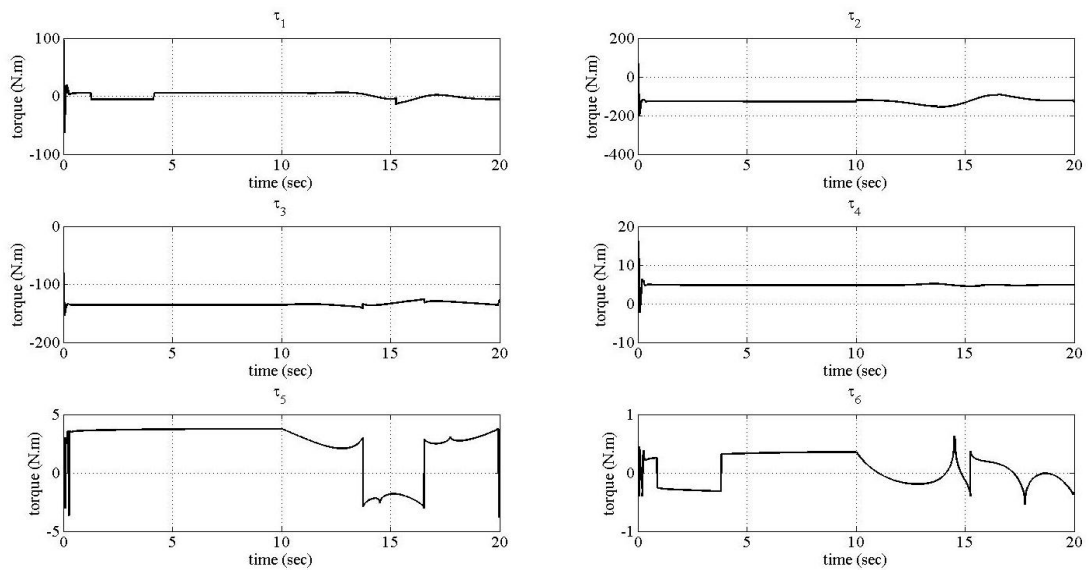 τ1
100
0
-100
torque (N.m)
0 5 10 15 20
time (sec)
τ2
200
0
-200
-400
torque (N.m)
0 5 10 15 20
time (sec)
τ3
0
-100
-200
torque (N.m)
0 5 10 15 20
time (sec)
τ4
20
10
0
-10
torque (N.m)
0 5 10 15 20
time (sec)
τ5
5
0
-5
torque (N.m)
0 5 10 15 20
time (sec)
τ6
1
0
-1
torque (N.m)
0 5 10 15 20
time (sec)